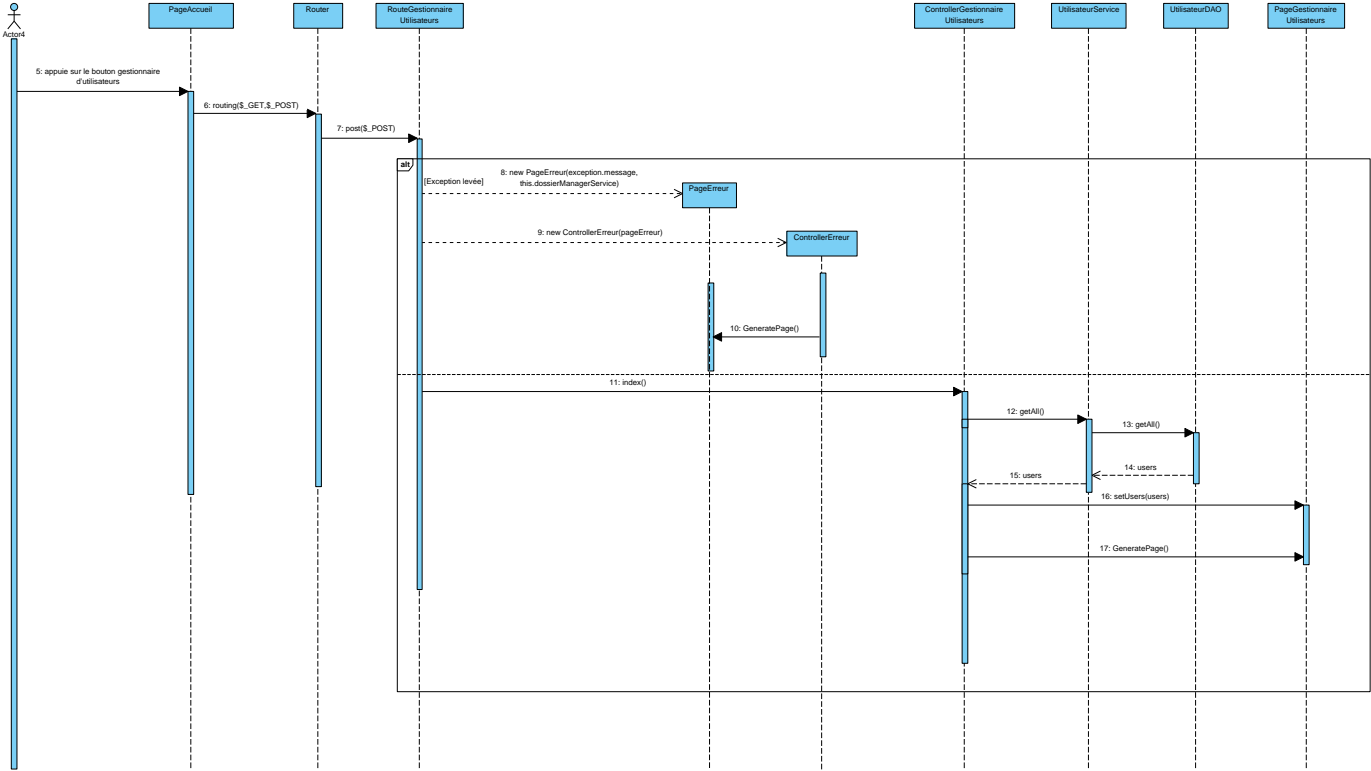 PageAccueil
Router
RouteGestionnaire
Utilisateurs
ControllerGestionnaire
Utilisateurs
UtilisateurService
UtilisateurDAO
PageGestionnaire
Utilisateurs
Actor4
5: appuie sur le bouton gestionnaire
d'utilisateurs
6: routing($_GET,$_POST)
7: post($_POST)
alt
[Exception levée]
8: new PageErreur(exception.message,
this.dossierManagerService)
PageErreur
9: new ControllerErreur(pageErreur)
ControllerErreur
10: GeneratePage()
11: index()
12: getAll()
13: getAll()
14: users
15: users
16: setUsers(users)
17: GeneratePage()